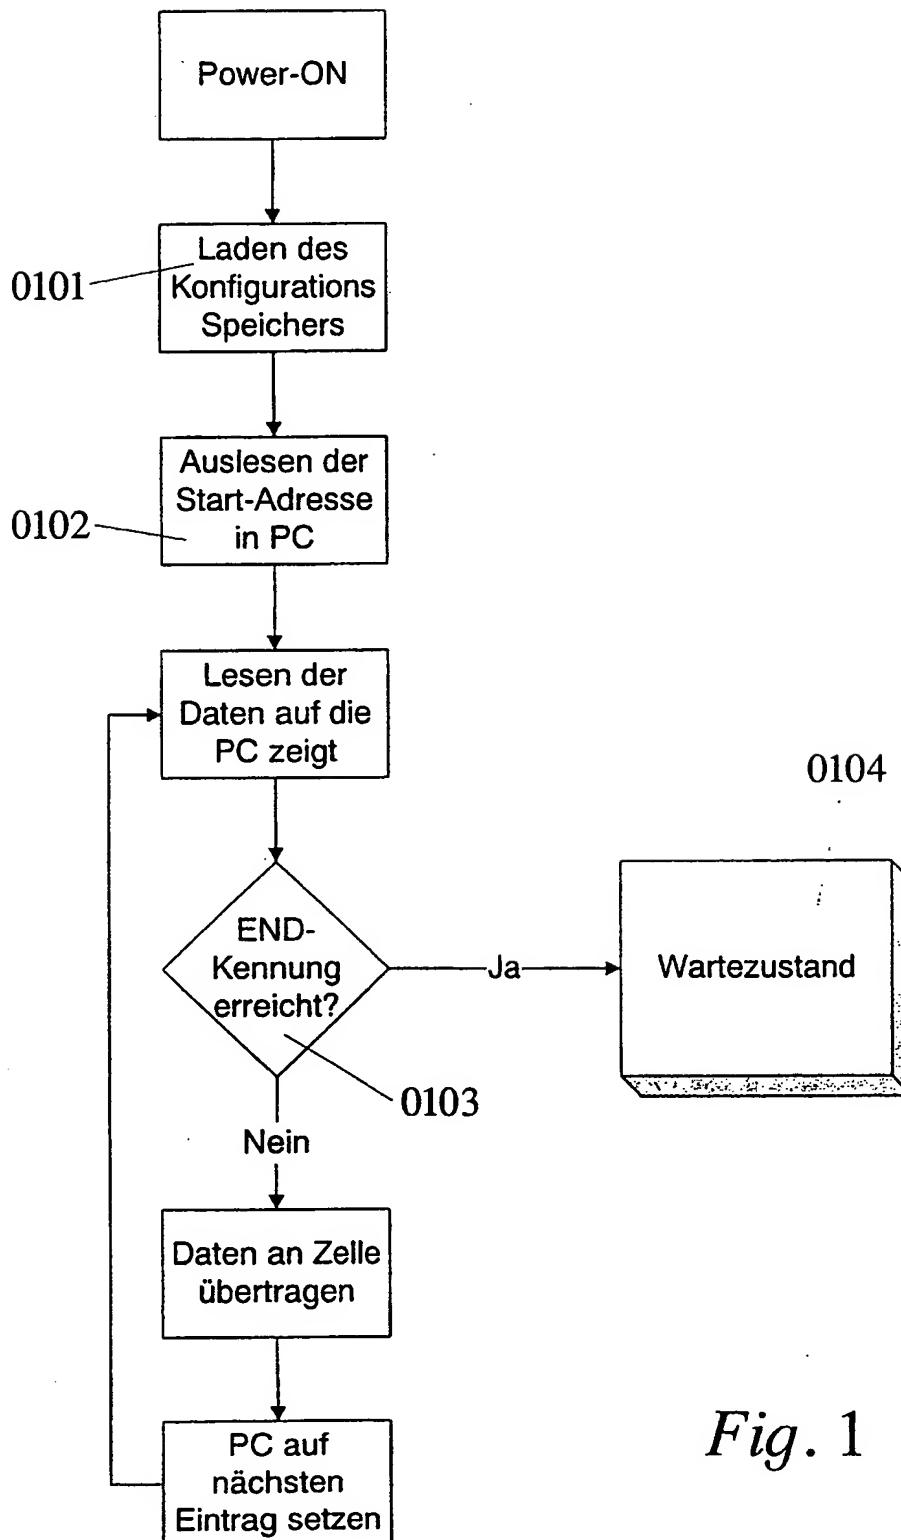 Power-ON
Laden des
Konfigurations
Speichers
0101
Auslesen der
Start-Adresse
in PC
0102
Lesen der
Daten auf die
PC zeigt
0104
END-
Kennung
erreicht?
Ja
Wartezustand
0103
Nein
Daten an Zelle
übertragen
PC auf
nächsten
Eintrag setzen
Fig. 1